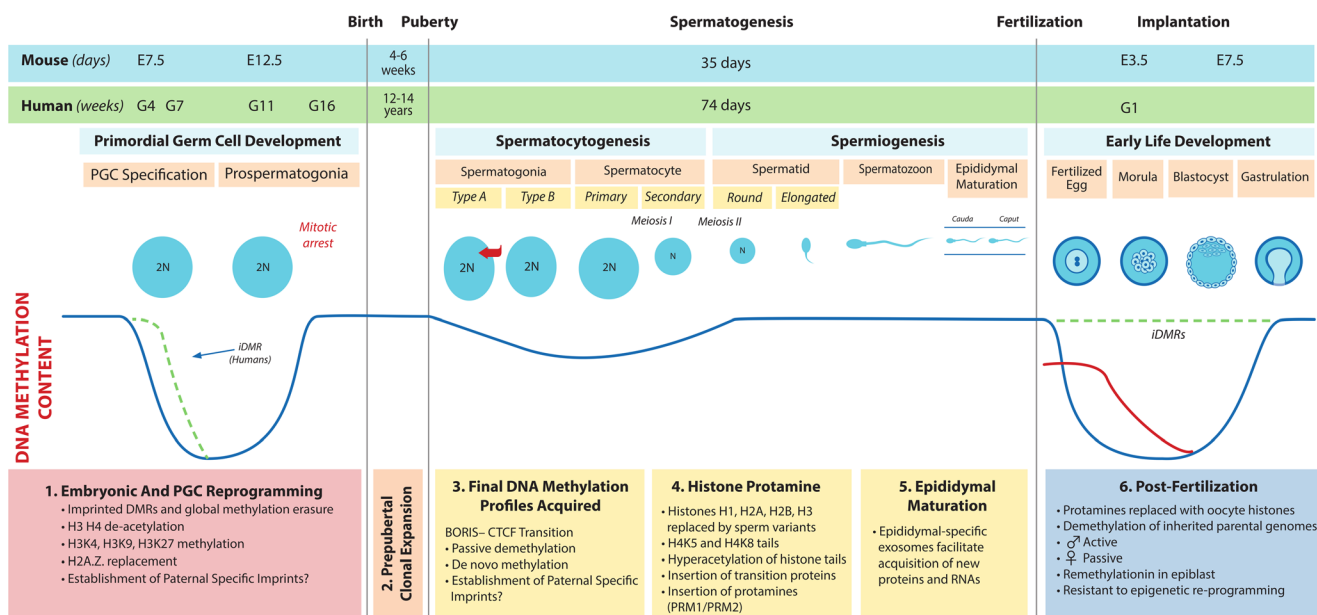 Birth Puberty Spermatogenesis Fertilization Implantation
Mouse (days) E7.5 E12.5 4-6 weeks 35 days E3.5 E7.5
Human (weeks) G4 G7 G11 G16 12-14 years 74 days G1
Primordial Germ Cell Development
PGC Specification Prospermatogonia
Mitotic
arrest
2N 2N
Spermatocytogenesis
Spermatogonia Spermatocyte
Type A Type B Primary Secondary
Meiosis I Meiosis II
2N 2N 2N N
Spermiogenesis
Spermatid Spermatozoon Epididymal
Maturation
Round Elongated
N
Cauda Caput
Early Life Development
Fertilized
Egg
Morula Blastocyst Gastrulation
DNA METHYLATION
CONTENT
iDMR
(Humans)
iDMRs
1. Embryonic And PGC Reprogramming
• Imprinted DMRs and global methylation erasure
• H3 H4 de-acetylation
• H3K4, H3K9, H3K27 methylation
• H2A.Z. replacement
• Establishment of Paternal Specific Imprints?
2. Prepubertal
Clonal Expansion
3. Final DNA Methylation
Profiles Acquired
BORIS– CTCF Transition
• Passive demethylation
• De novo methylation
• Establishment of Paternal Specific
Imprints?
4. Histone Protamine
• Histones H1, H2A, H2B, H3
replaced by sperm variants
• H4K5 and H4K8 tails
• Hyperacetylation of histone tails
• Insertion of transition proteins
• Insertion of protamines
(PRM1/PRM2)
5. Epididymal
Maturation
• Epididymal-specific
exosomes facilitate
acquisition of new
proteins and RNAs
6. Post-Fertilization
• Protamines replaced with oocyte histones
• Demethylation of inherited parental genomes
• ♂ Active
• ♀ Passive
• Remethylationin in epiblast
• Resistant to epigenetic re-programming